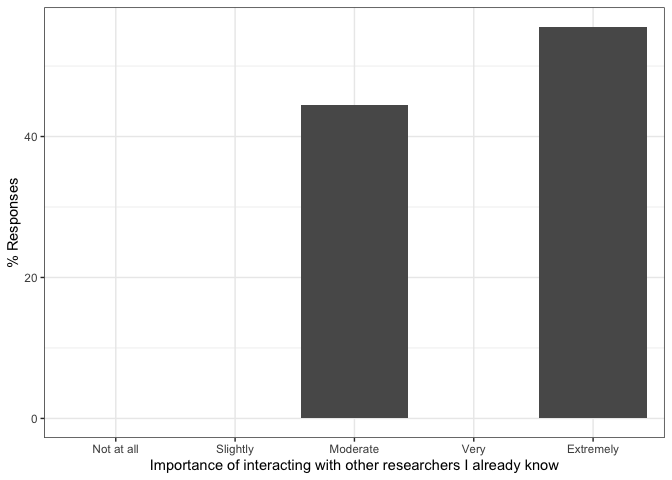 % Responses
40
20
0
Not at all
Slightly
Moderate
Very
Extremely
Importance of interacting with other researchers I already know